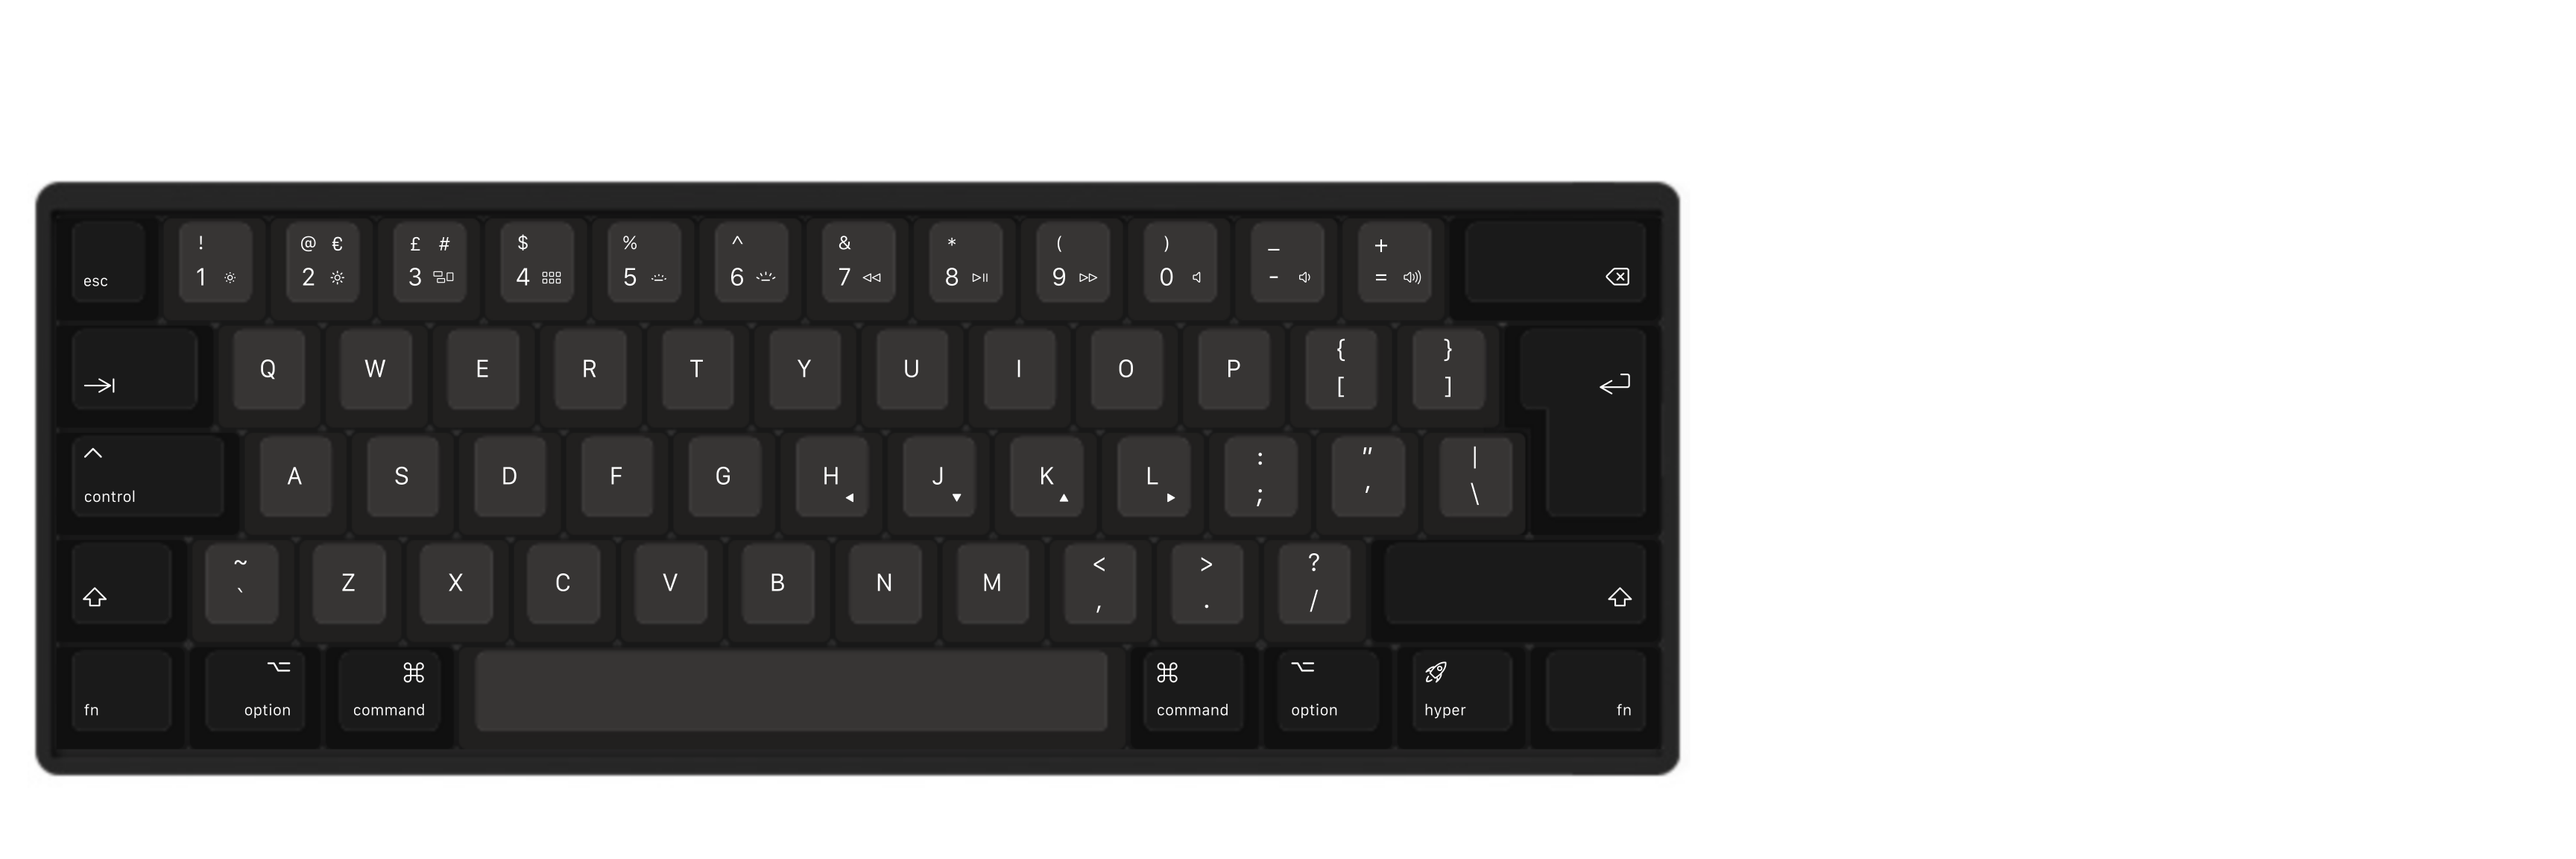 ! @ € £ # $ % ^ & * ( ) _ +
esc 1 2 3 4 5 6 7 8 9 0 - =
Q W E R T Y U I O P { [ } ]
^
control A S D F G H J K L : ; " ' | \
~ ` Z X C V B N M < , > . ? /
fn ⌥ option ⌘ command ⌘ command ⌥ option hyper fn